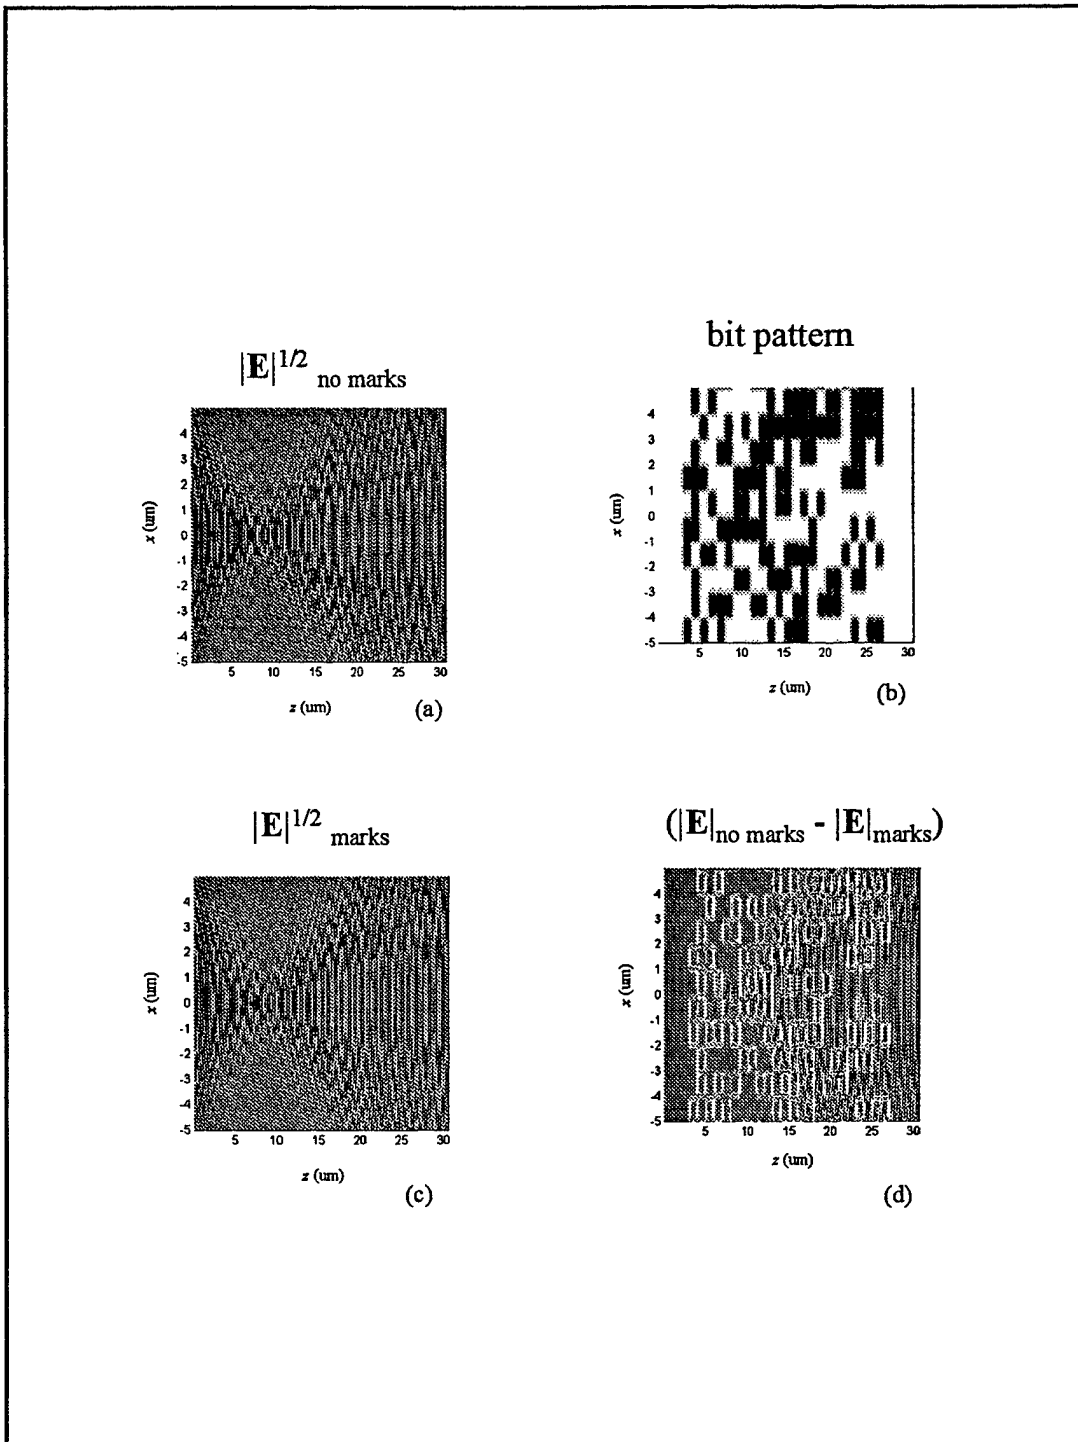 |E|^1/2 no marks
x (um)
4
3
2
1
0
-1
-2
-3
-4
-5
5 10 15 20 25 30
z (um)
(a)
bit pattern
x (um)
4
3
2
1
0
-1
-2
-3
-4
-5
5 10 15 20 25 30
z (um)
(b)
|E|^1/2 marks
x (um)
4
3
2
1
0
-1
-2
-3
-4
-5
5 10 15 20 25 30
z (um)
(c)
(|E|no marks - |E|marks)
x (um)
4
3
2
1
0
-1
-2
-3
-4
-5
5 10 15 20 25 30
z (um)
(d)